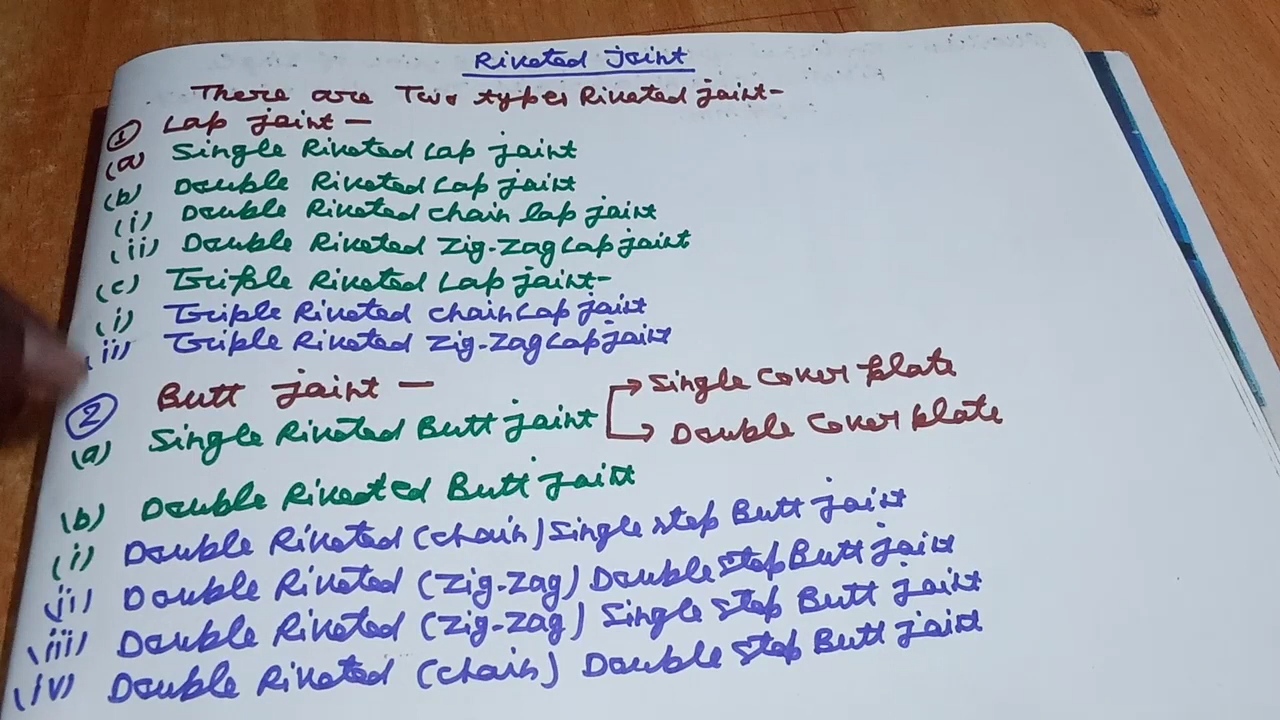 Riveted joint
There are Two types Riveted joint-
① Lap joint —
(a) Single Riveted Lap joint
(b) Double Riveted Lap joint
(i) Double Riveted chain lap joint
(ii) Double Riveted Zig-Zag Lap joint
(c) Triple Riveted Lap joint-
(i) Triple Riveted chain Lap joint
(ii) Triple Riveted Zig-Zag Lap joint
② Butt joint —
(a) Single Riveted Butt joint → Single Cover plate
→ Double Cover plate
(b) Double Riveted Butt joint
(i) Double Riveted (chain) Single step Butt joint
(ii) Double Riveted (Zig-Zag) Double step Butt joint
(iii) Double Riveted (Zig-Zag) Single step Butt joint
(iv) Double Riveted (chain) Double step Butt joint